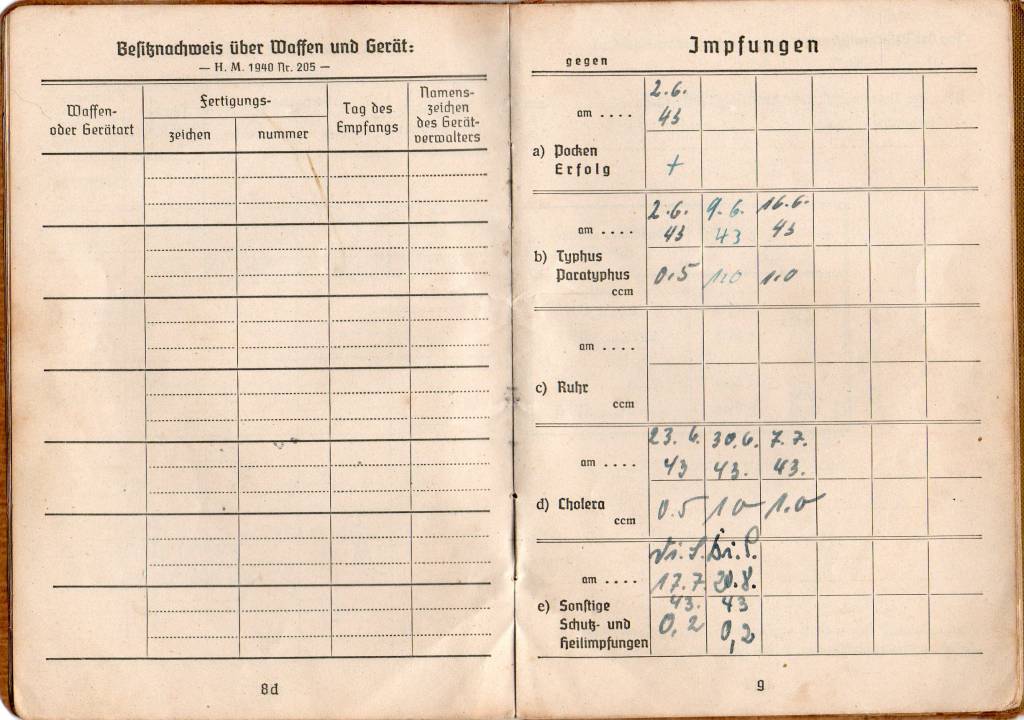 Besitznachweis über Waffen und Gerät:
— H. M. 1940 Nr. 205 —
Waffen-
oder Gerätart
Fertigungs-
zeichen
nummer
Tag des
Empfangs
Namens-
zeichen
des Gerät-
verwalters
8d
Impfungen
gegen
2.6.
am .... 43
a) Pocken
Erfolg +
2.6. 9.6. 16.6.
am .... 43 43 43
b) Typhus
Paratyphus 0.5 1.0 1.0
ccm
am ....
c) Ruhr
ccm
23.6. 30.6. 7.7.
am .... 43 43. 43.
d) Cholera 0.5 10 1.0
ccm
am .... 17.7. 20.8.
e) Sonstige 43. 43
Schutz- und 0,2 0,2
Heilimpfungen
9